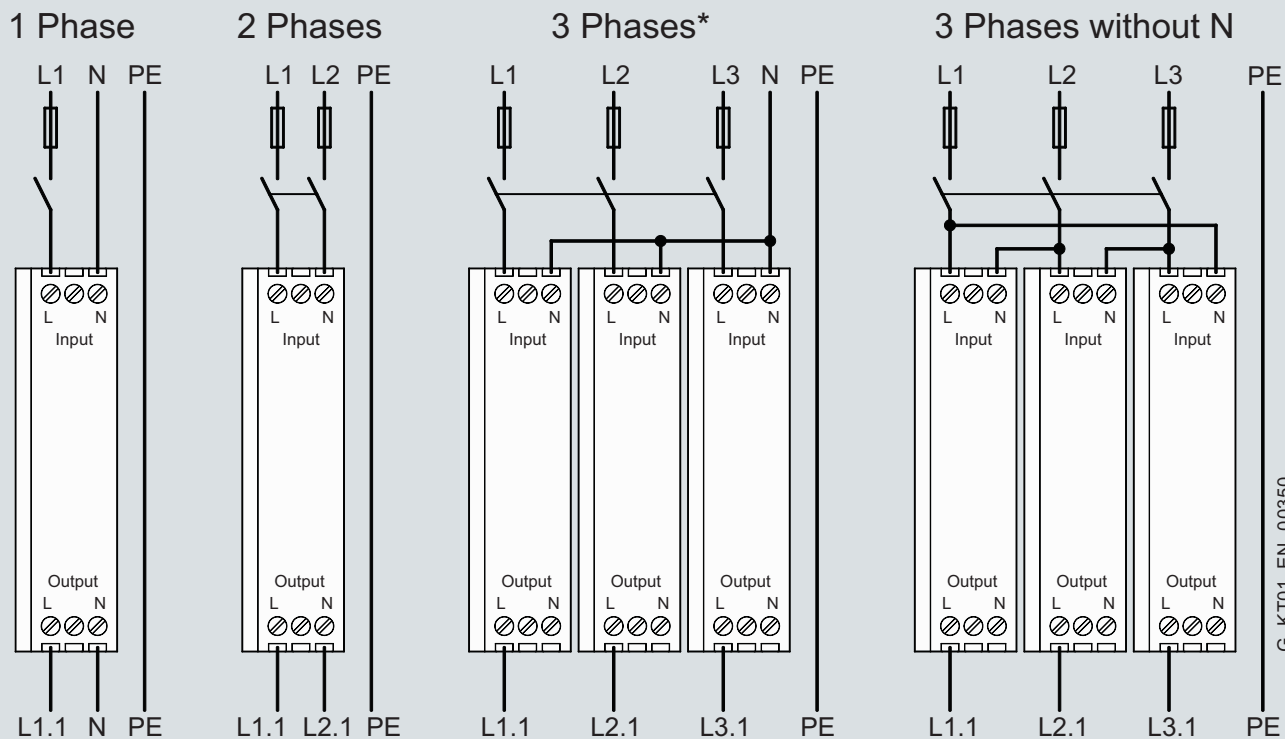 1 Phase 2 Phases 3 Phases* 3 Phases without N
L1 N PE L1 L2 PE L1 L2 L3 N PE L1 L2 L3 PE
L N L N L N L N L N L N L N L N
Input Input Input Input Input Input Input Input
Output Output Output Output Output Output Output Output
L N L N L N L N L N L N L N L N
L1.1 N PE L1.1 L2.1 PE L1.1 L2.1 L3.1 PE L1.1 L2.1 L3.1 PE
G_KT01_EN_00350